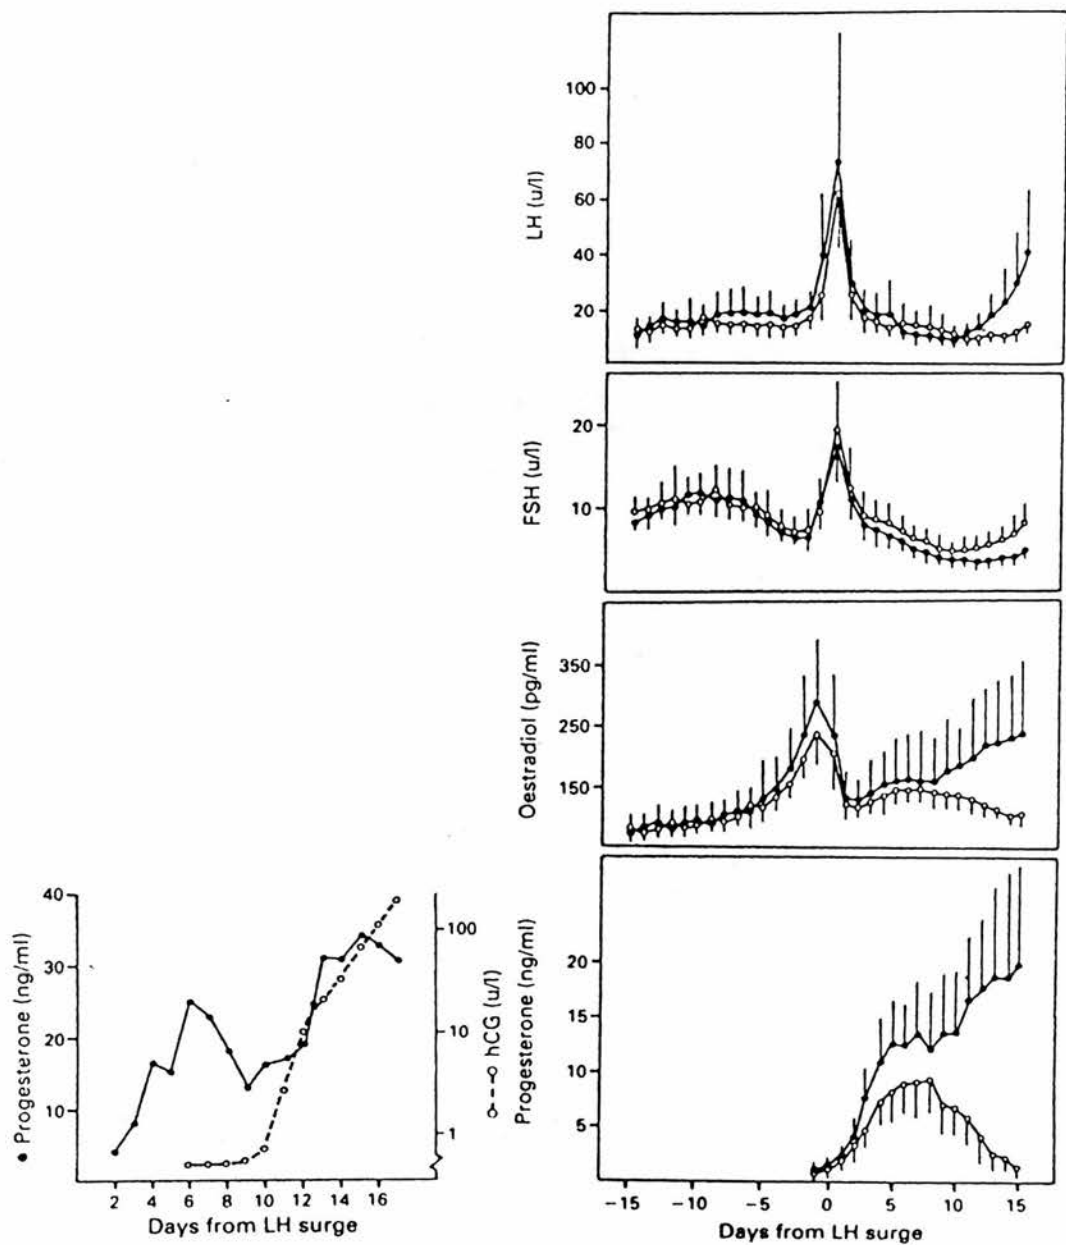 LH (u/l)
100
80
60
40
20
FSH (u/l)
20
10
Oestradiol (pg/ml)
350
250
150
Progesterone (ng/ml)
40
30
20
10
hCG (u/l)
100
10
1
2 4 6 8 10 12 14 16
Days from LH surge
Progesterone (ng/ml)
20
15
10
5
−15 −10 −5 0 5 10 15
Days from LH surge